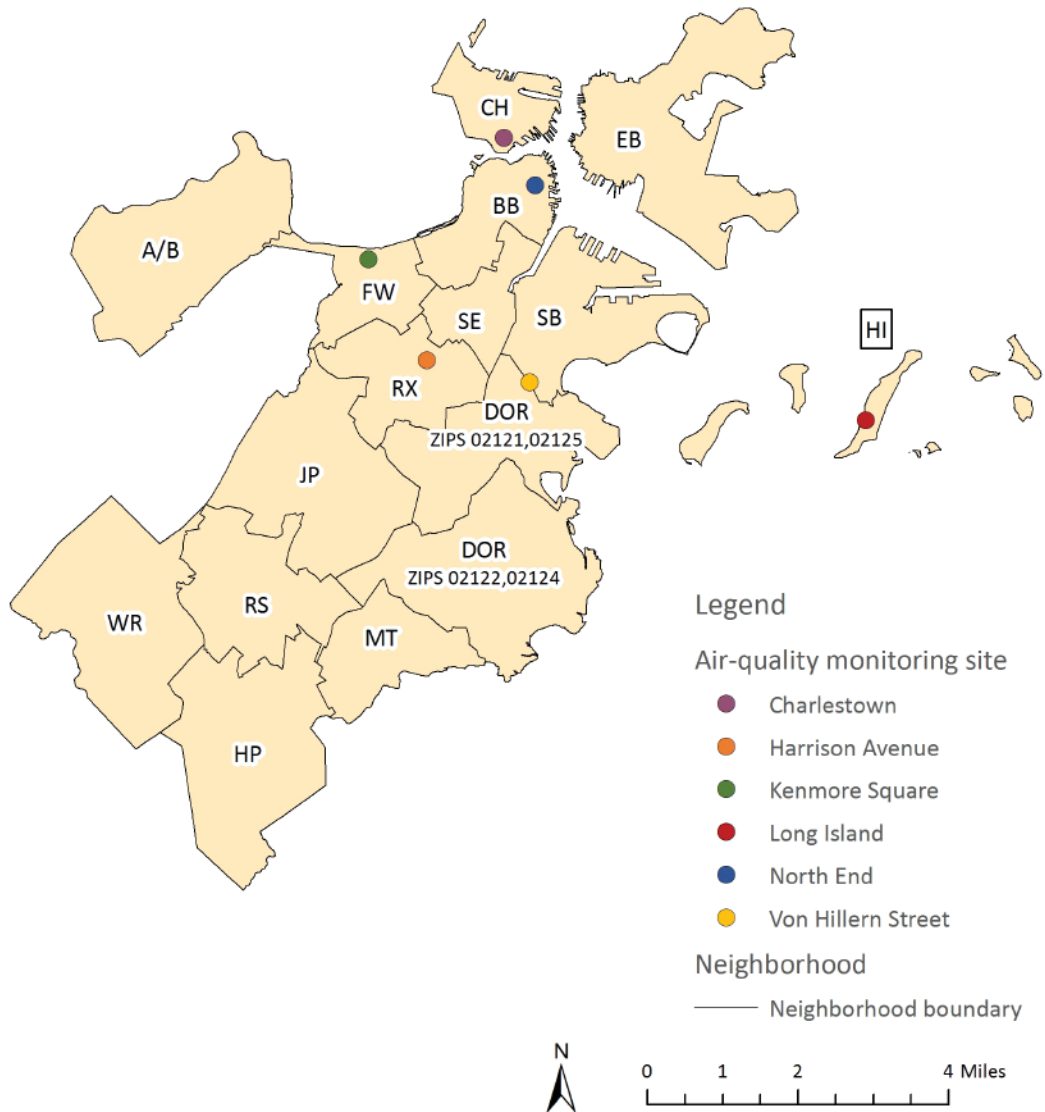 CH
EB
BB
A/B
FW
SE
SB
HI
RX
DOR
ZIPS 02121,02125
JP
DOR
ZIPS 02122,02124
RS
WR
MT
HP
Legend
Air-quality monitoring site
Charlestown
Harrison Avenue
Kenmore Square
Long Island
North End
Von Hillern Street
Neighborhood
Neighborhood boundary
N
0 1 2 4 Miles